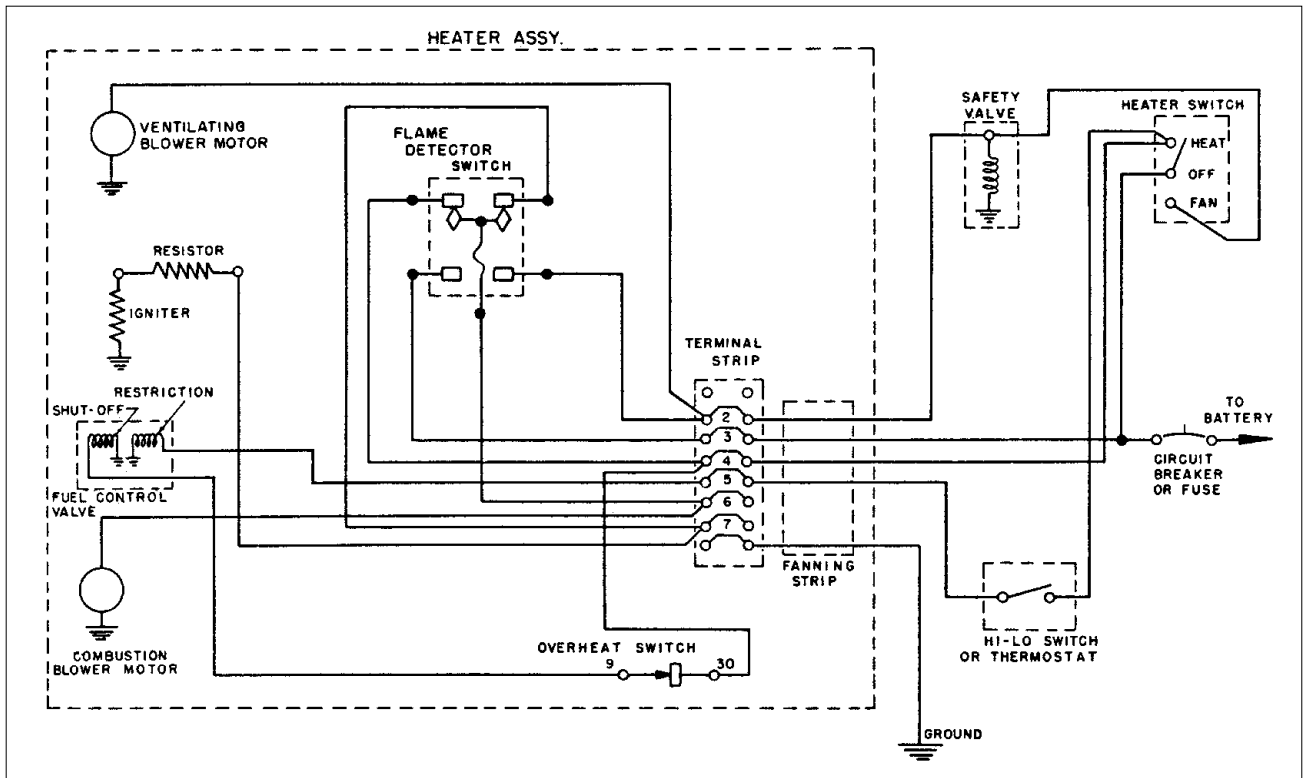 HEATER ASSY.
VENTILATING
BLOWER MOTOR
FLAME
DETECTOR
SWITCH
SAFETY
VALVE
HEATER SWITCH
HEAT
OFF
FAN
RESISTOR
IGNITER
TERMINAL
STRIP
RESTRICTION
SHUT-OFF
FUEL CONTROL
VALVE
2
3
4
5
6
7
TO
BATTERY
CIRCUIT
BREAKER
OR FUSE
FANNING
STRIP
COMBUSTION
BLOWER MOTOR
OVERHEAT SWITCH
9
30
HI-LO SWITCH
OR THERMOSTAT
GROUND